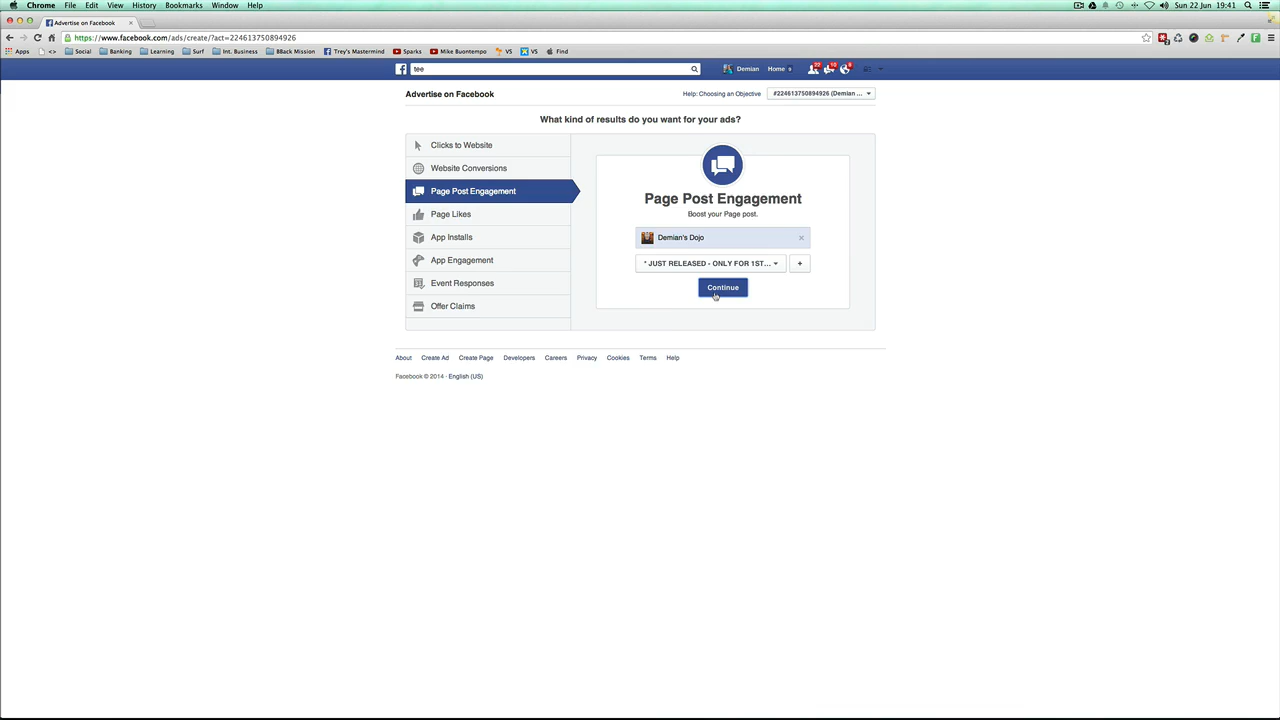 Chrome File Edit View History Bookmarks Window Help Sun 22 Jun 19:41
Advertise on Facebook
https://www.facebook.com/ads/create/?act=224613750894926
Apps <> Social Banking Learning Surf Int. Business BBack Mission Trey's Mastermind Sparks Mike Buontempo VS VS Find
tee Demian Home 22 10 8
Advertise on Facebook Help: Choosing an Objective #224613750894926 (Demian ...
What kind of results do you want for your ads?
Clicks to Website
Website Conversions
Page Post Engagement
Page Likes
App Installs
App Engagement
Event Responses
Offer Claims
Page Post Engagement
Boost your Page post.
Demian's Dojo
* JUST RELEASED - ONLY FOR 1ST... +
Continue
About Create Ad Create Page Developers Careers Privacy Cookies Terms Help
Facebook © 2014 · English (US)